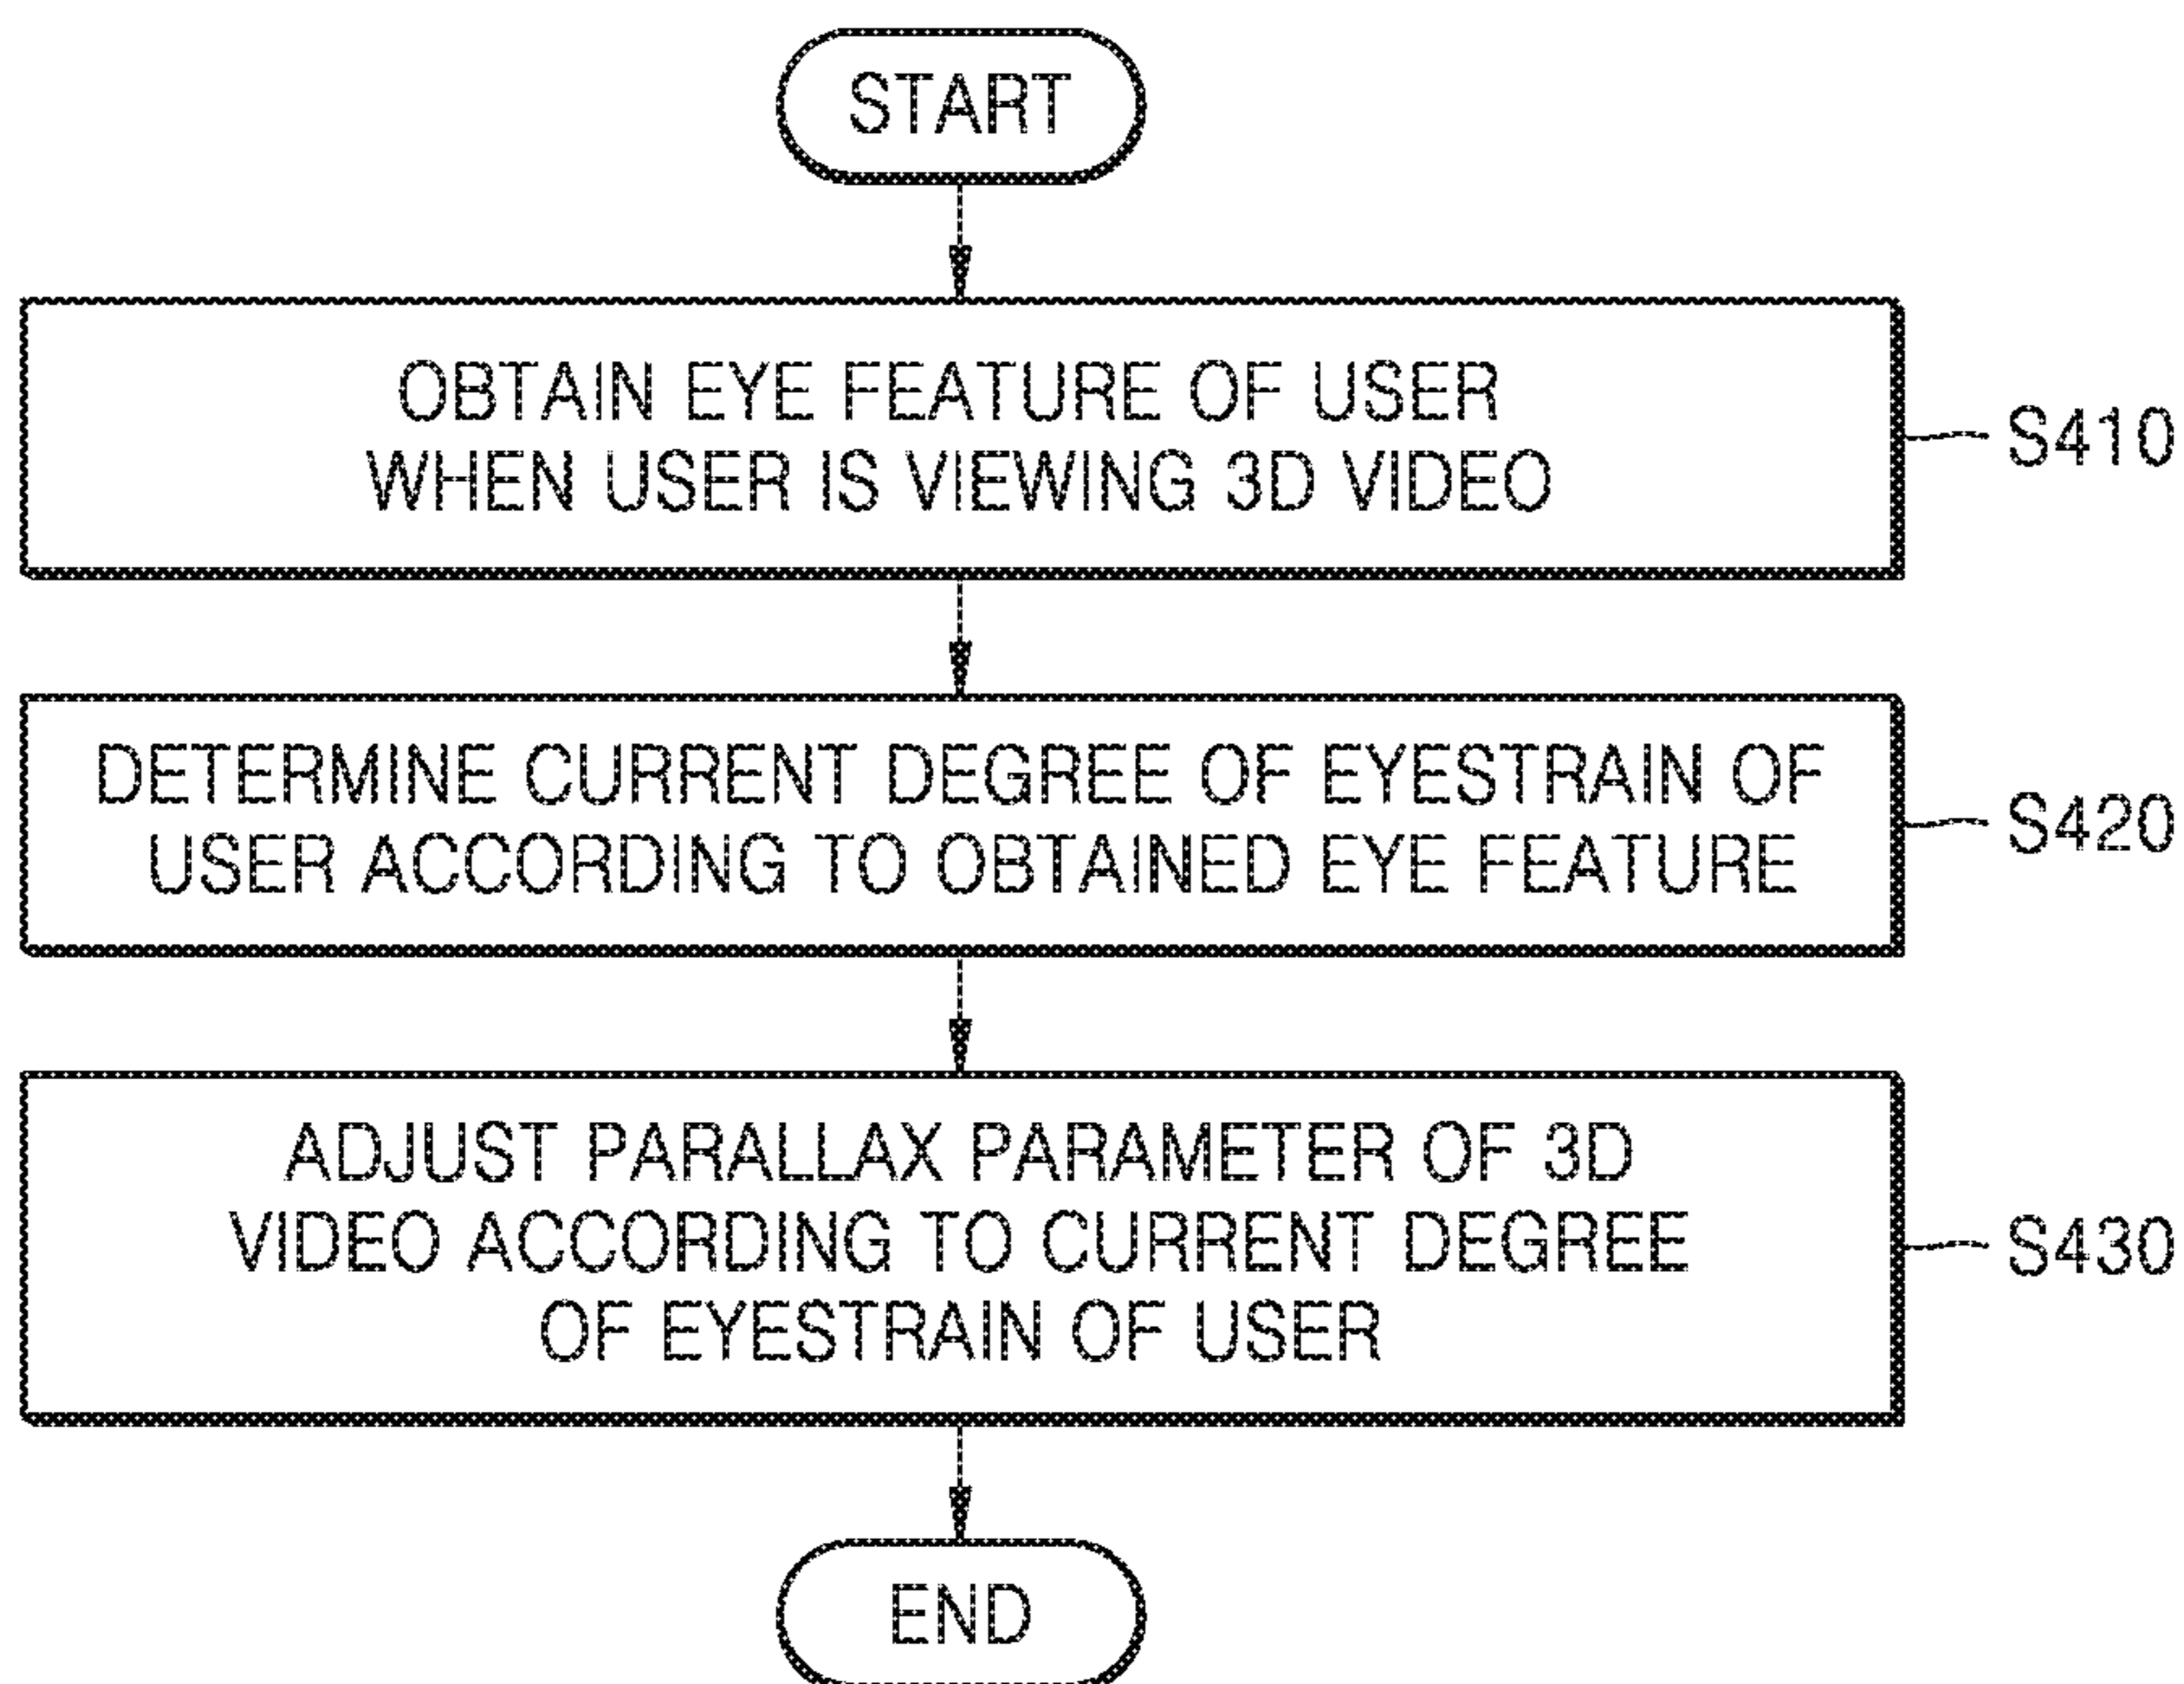 START
OBTAIN EYE FEATURE OF USER
WHEN USER IS VIEWING 3D VIDEO
S410
DETERMINE CURRENT DEGREE OF EYESTRAIN OF
USER ACCORDING TO OBTAINED EYE FEATURE
S420
ADJUST PARALLAX PARAMETER OF 3D
VIDEO ACCORDING TO CURRENT DEGREE
OF EYESTRAIN OF USER
S430
END